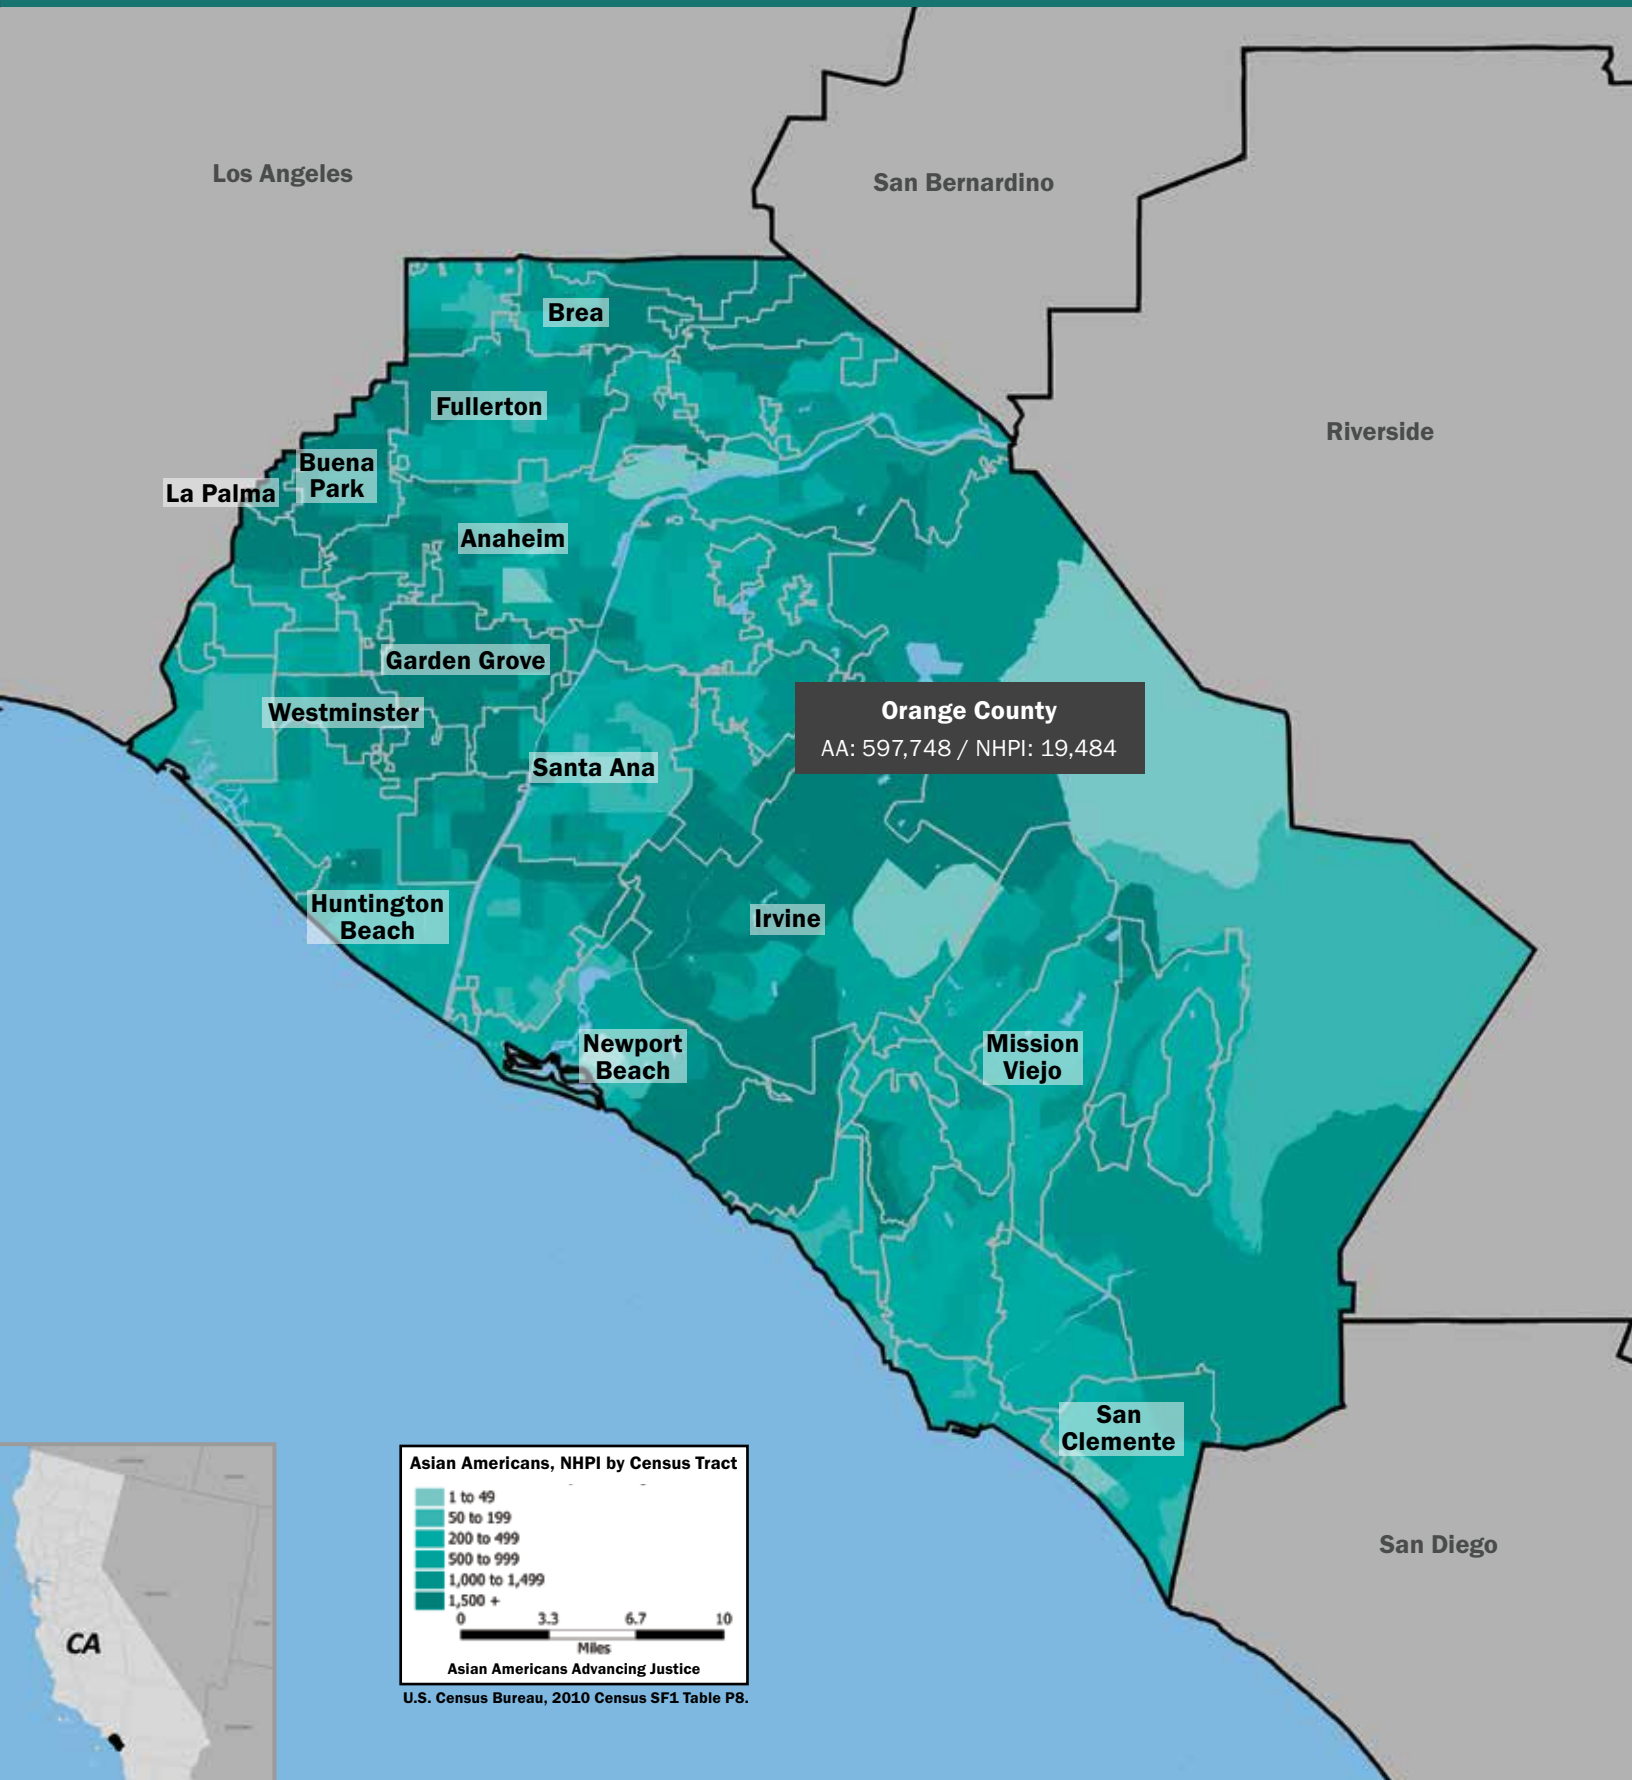 Los Angeles
San Bernardino
Riverside
Brea
Fullerton
Buena
Park
La Palma
Anaheim
Garden Grove
Westminster
Orange County
AA: 597,748 / NHPI: 19,484
Santa Ana
Huntington
Beach
Irvine
Newport
Beach
Mission
Viejo
San
Clemente
San Diego
CA
Asian Americans, NHPI by Census Tract
1 to 49
50 to 199
200 to 499
500 to 999
1,000 to 1,499
1,500 +
0 3.3 6.7 10
Miles
Asian Americans Advancing Justice
U.S. Census Bureau, 2010 Census SF1 Table P8.